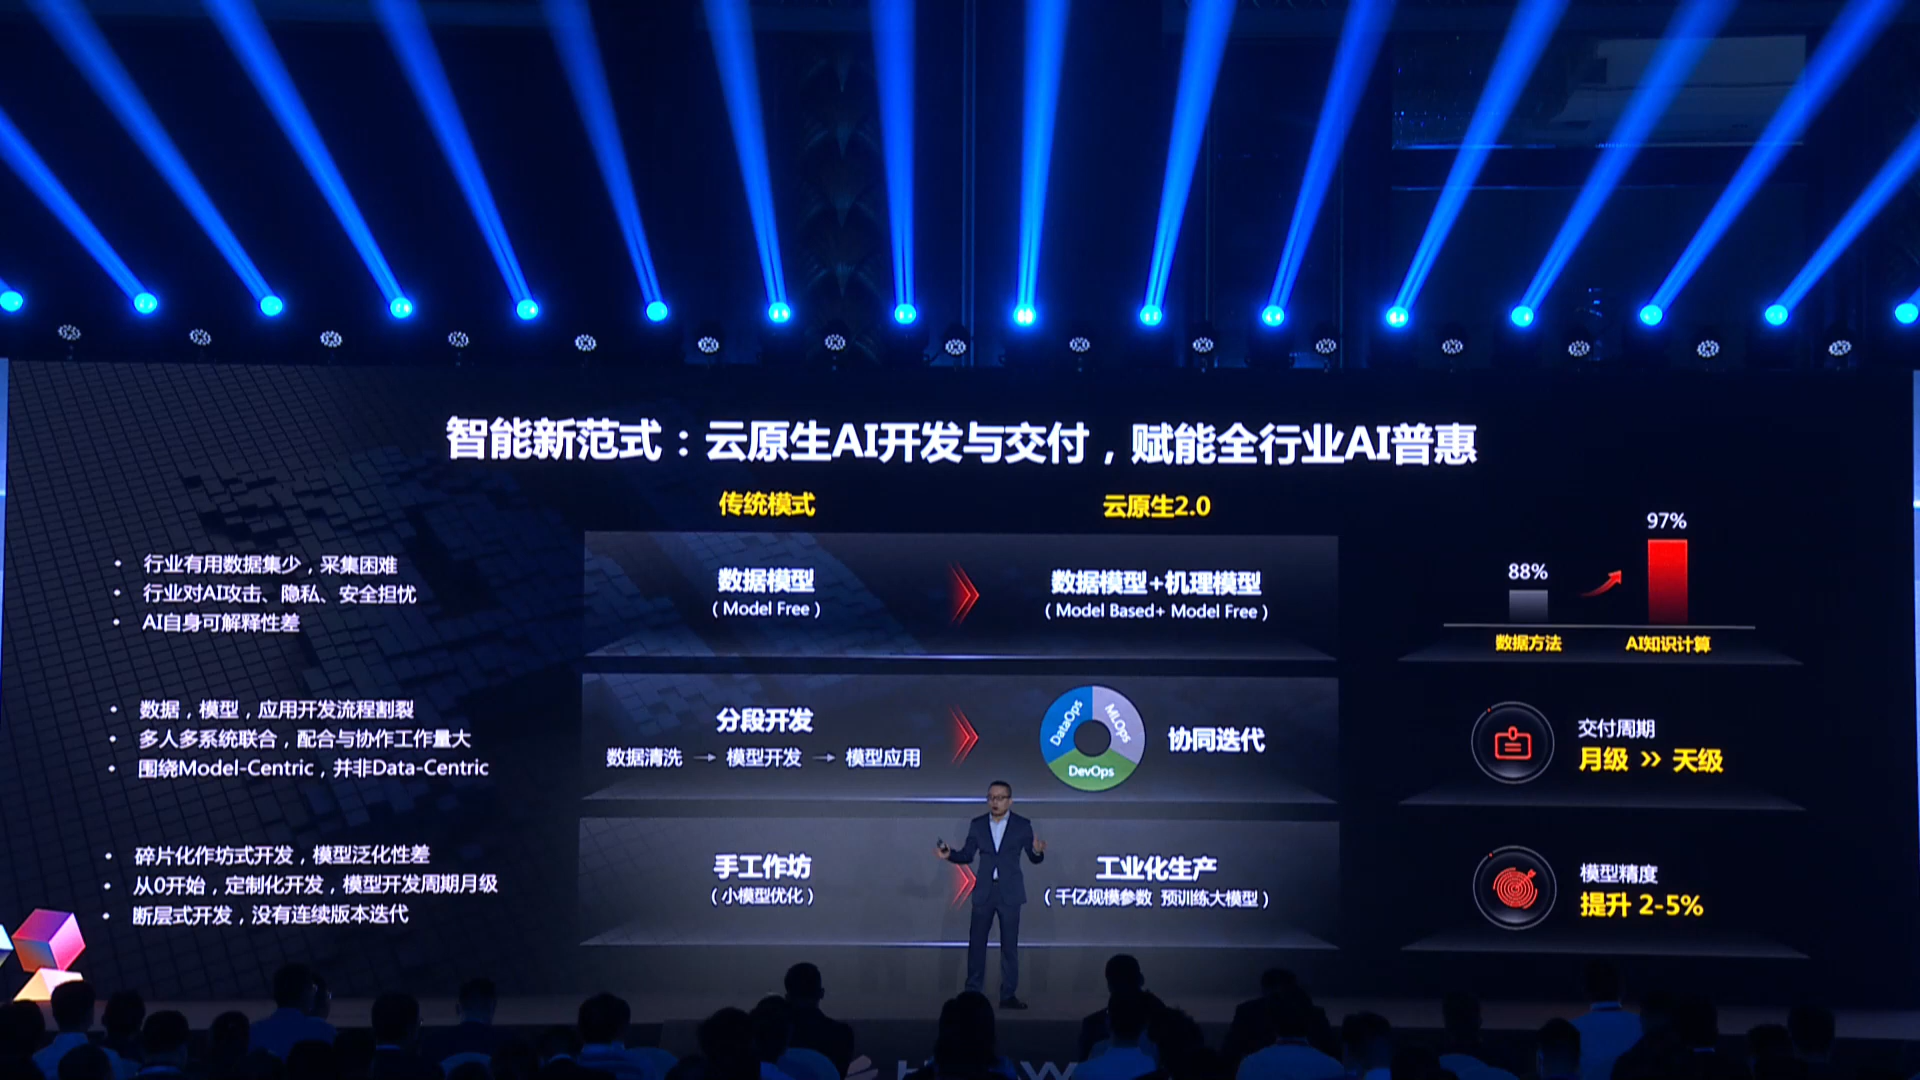 智能新范式：云原生AI开发与交付，赋能全行业AI普惠
传统模式
云原生2.0
• 行业有用数据集少，采集困难
• 行业对AI攻击、隐私、安全担忧
• AI自身可解释性差
数据模型
（Model Free）
数据模型+机理模型
（Model Based+ Model Free）
97%
88%
数据方法
AI知识计算
• 数据，模型，应用开发流程割裂
• 多人多系统联合，配合与协作工作量大
• 围绕Model-Centric，并非Data-Centric
分段开发
数据清洗 → 模型开发 → 模型应用
DataOps
MLOps
DevOps
协同迭代
交付周期
月级 >> 天级
• 碎片化作坊式开发，模型泛化性差
• 从0开始，定制化开发，模型开发周期月级
• 断层式开发，没有连续版本迭代
手工作坊
（小模型优化）
工业化生产
（千亿规模参数 预训练大模型）
模型精度
提升 2-5%